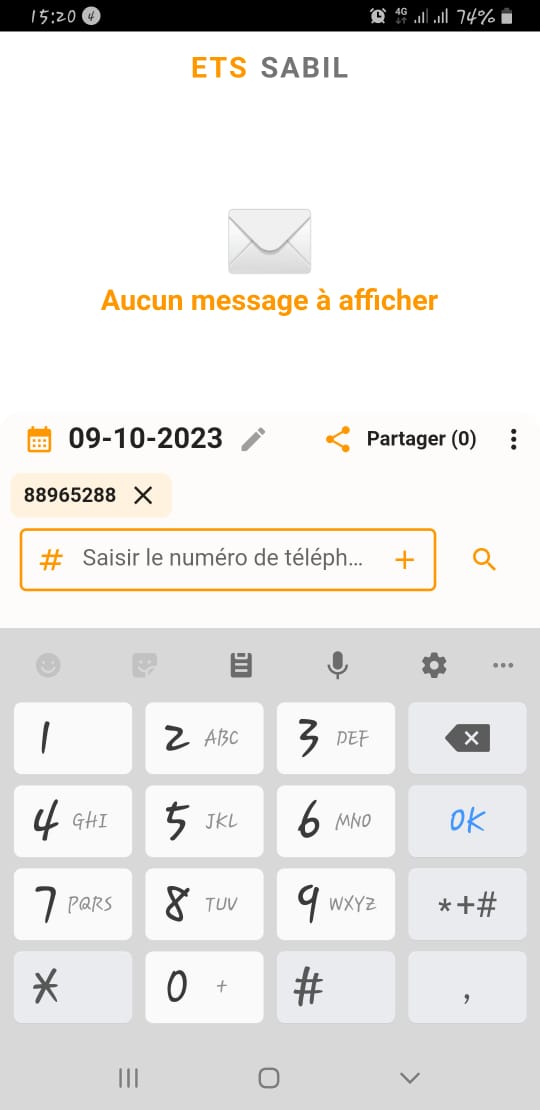 15:20 4 4G 74%
ETS SABIL
Aucun message à afficher
09-10-2023 Partager (0)
88965288
# Saisir le numéro de téléph... +
1 2 ABC 3 DEF
4 GHI 5 JKL 6 MNO OK
7 PQRS 8 TUV 9 WXYZ *+#
* 0 + # ,